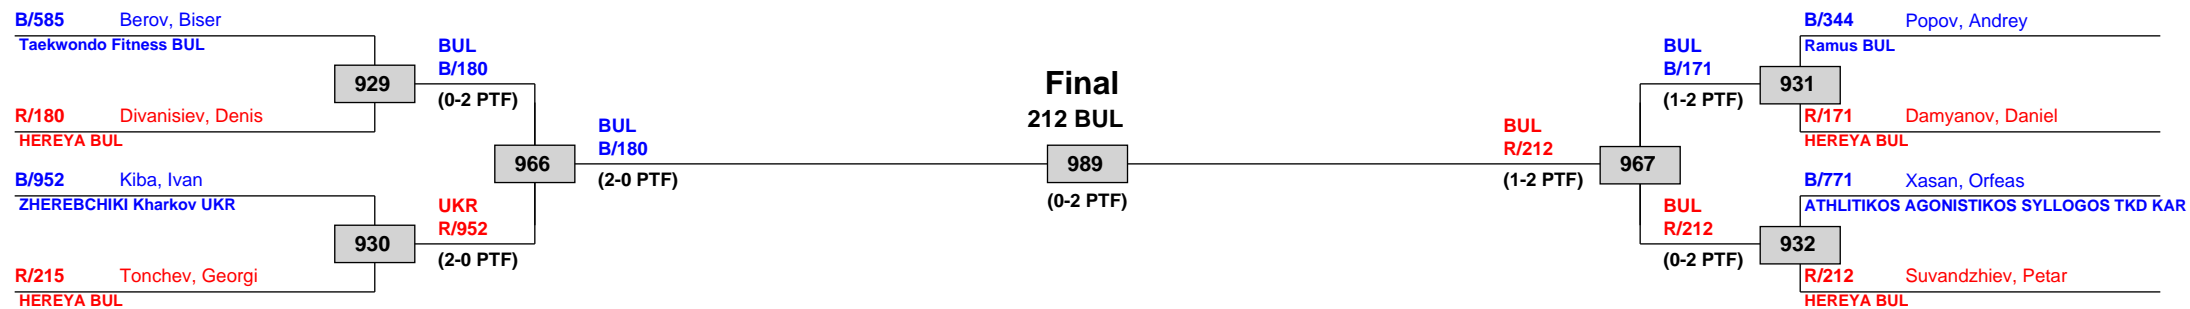 B/585 Berov, Biser
Taekwondo Fitness BUL
929
BUL
B/180
(0-2 PTF)
R/180 Divanisiev, Denis
HEREYA BUL
966
BUL
B/180
(2-0 PTF)
B/952 Kiba, Ivan
ZHEREBCHIKI Kharkov UKR
930
UKR
R/952
(2-0 PTF)
R/215 Tonchev, Georgi
HEREYA BUL
Final
212 BUL
989
(0-2 PTF)
B/344 Popov, Andrey
Ramus BUL
BUL
B/171
(1-2 PTF)
931
R/171 Damyanov, Daniel
HEREYA BUL
BUL
R/212
(1-2 PTF)
967
B/771 Xasan, Orfeas
ATHLITIKOS AGONISTIKOS SYLLOGOS TKD KAR
BUL
R/212
(0-2 PTF)
932
R/212 Suvandzhiev, Petar
HEREYA BUL